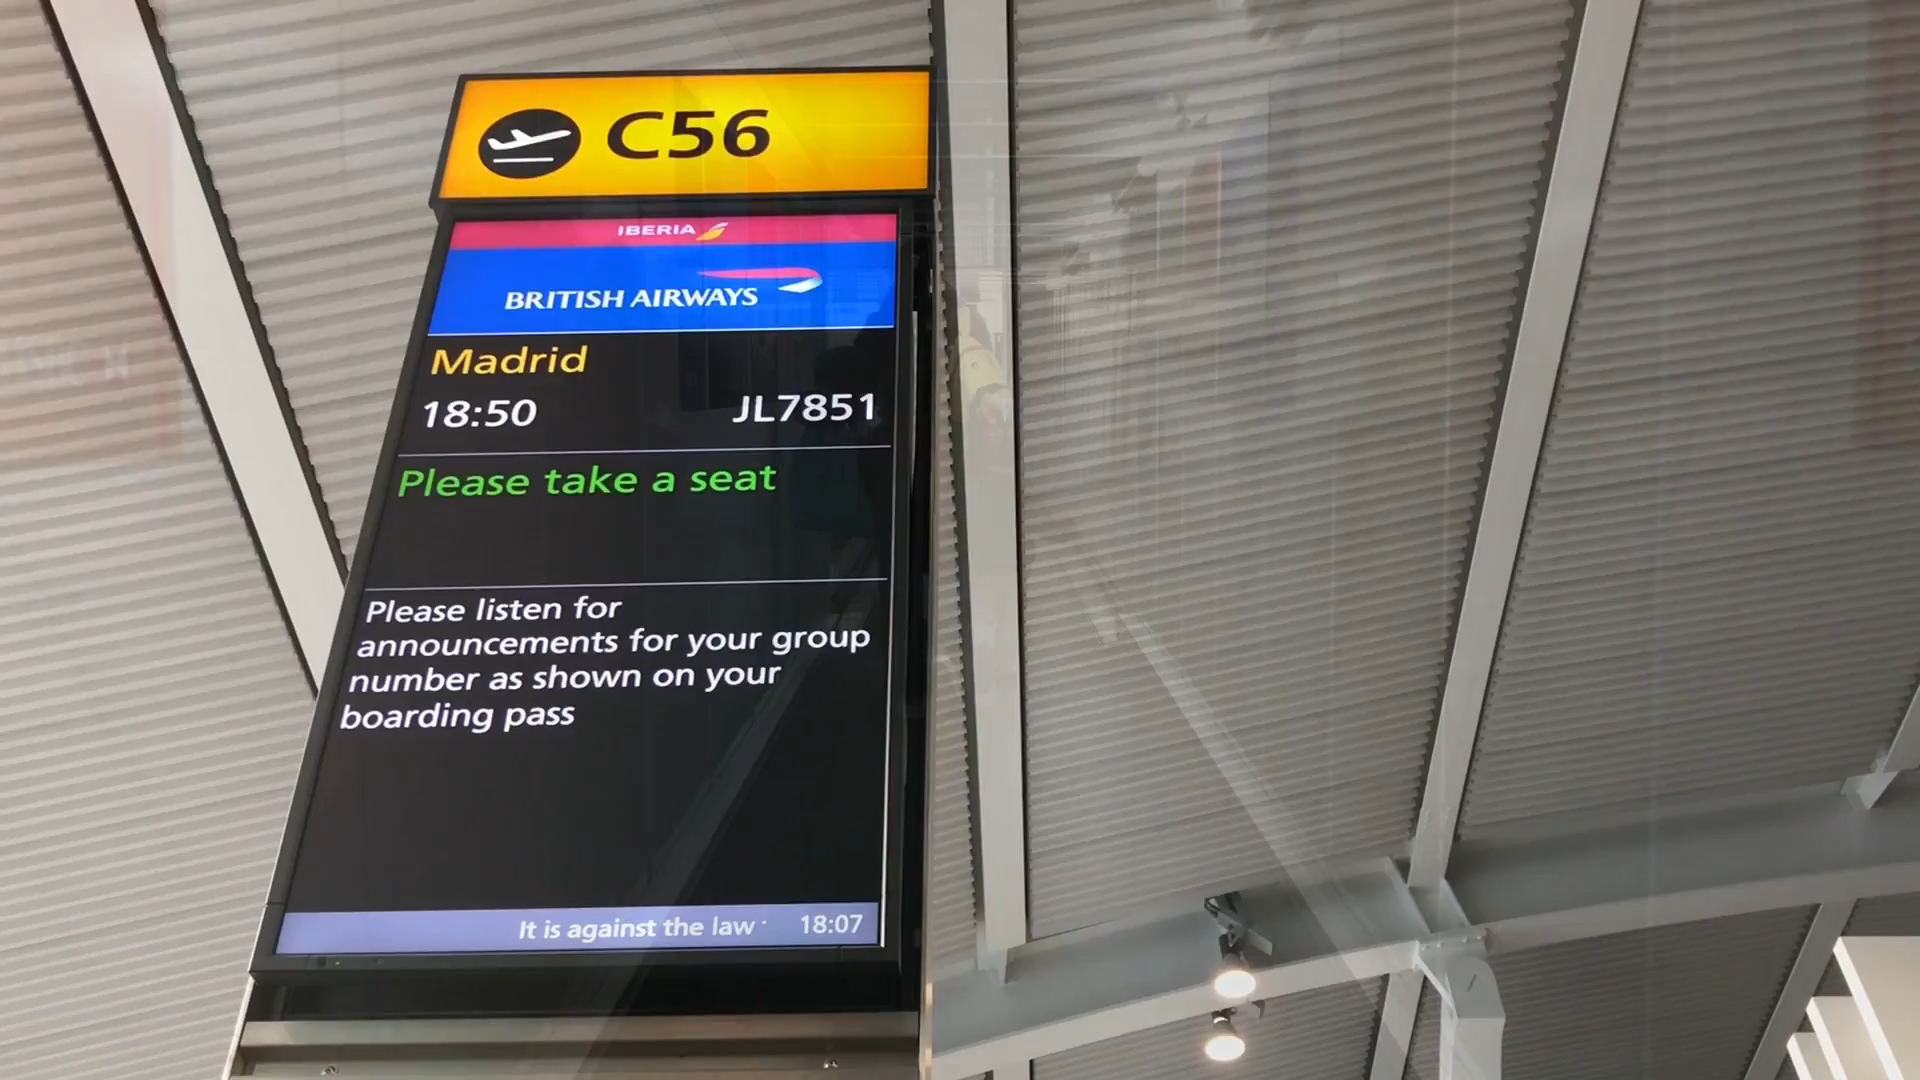 C56
IBERIA
BRITISH AIRWAYS
Madrid
18:50 JL7851
Please take a seat
Please listen for
announcements for your group
number as shown on your
boarding pass
It is against the law 18:07